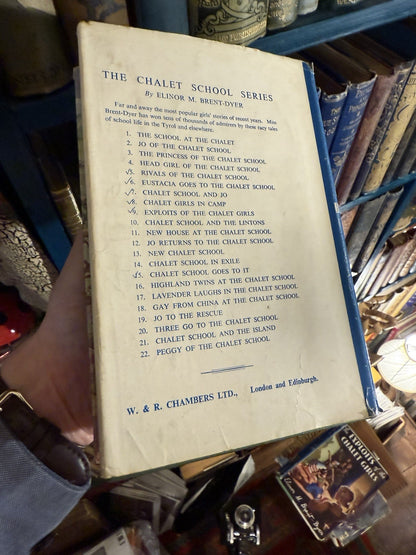 THE CHALET SCHOOL SERIES
By ELINOR M. BRENT-DYER
Far and away the most popular girls' stories of recent years. Miss
Brent-Dyer has won tens of thousands of admirers by these racy tales
of school life in the Tyrol and elsewhere.
1. THE SCHOOL AT THE CHALET
2. JO OF THE CHALET SCHOOL
3. THE PRINCESS OF THE CHALET SCHOOL
4. HEAD GIRL OF THE CHALET SCHOOL
✓5. RIVALS OF THE CHALET SCHOOL
✓6. EUSTACIA GOES TO THE CHALET SCHOOL
✓7. CHALET SCHOOL AND JO
✓8. CHALET GIRLS IN CAMP
✓9. EXPLOITS OF THE CHALET GIRLS
10. CHALET SCHOOL AND THE LINTONS
11. NEW HOUSE AT THE CHALET SCHOOL
12. JO RETURNS TO THE CHALET SCHOOL
13. NEW CHALET SCHOOL
14. CHALET SCHOOL IN EXILE
✓15. CHALET SCHOOL GOES TO IT
16. HIGHLAND TWINS AT THE CHALET SCHOOL
17. LAVENDER LAUGHS IN THE CHALET SCHOOL
18. GAY FROM CHINA AT THE CHALET SCHOOL
19. JO TO THE RESCUE
20. THREE GO TO THE CHALET SCHOOL
21. CHALET SCHOOL AND THE ISLAND
22. PEGGY OF THE CHALET SCHOOL
W. & R. CHAMBERS LTD., London and Edinburgh.
The EXPLOITS of the
CHALET GIRLS
Elinor M. Brent-Dyer